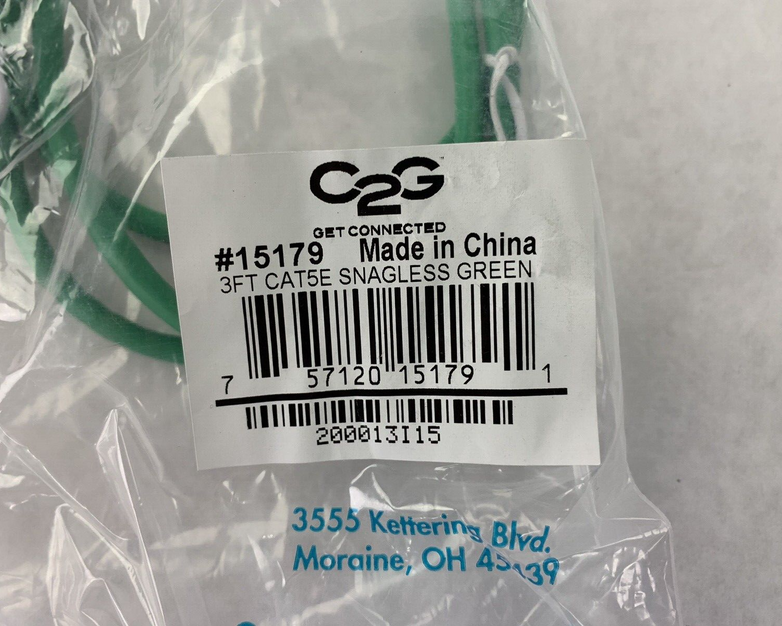 C2G
GET CONNECTED
#15179 Made in China
3FT CAT5E SNAGLESS GREEN
7 57120 15179 1
200013I15
3555 Kettering Blvd.
Moraine, OH